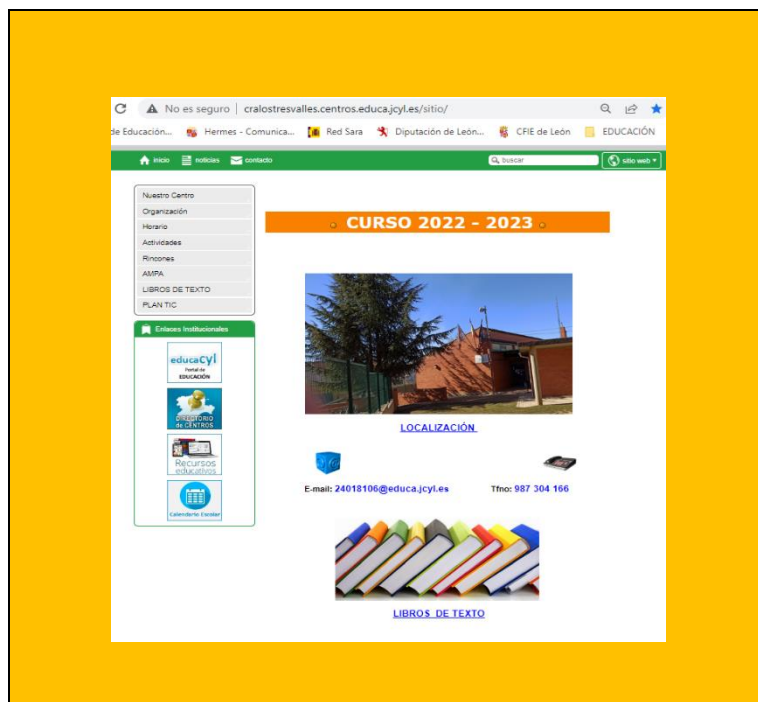 No es seguro | cralostresvalles.centros.educa.jcyl.es/sitio/
de Educación... Hermes - Comunica... Red Sara Diputación de León... CFIE de León EDUCACIÓN
inicio noticias contacto buscar sitio web
Nuestro Centro
Organización
Horario
Actividades
Rincones
AMPA
LIBROS DE TEXTO
PLAN TIC
Enlaces Institucionales
educacyl
Portal de
EDUCACIÓN
DIRECTORIO
de CENTROS
Recursos
educativos
Calendario Escolar
CURSO 2022 - 2023
LOCALIZACIÓN
E-mail: 24018106@educa.jcyl.es Tfno: 987 304 166
LIBROS DE TEXTO